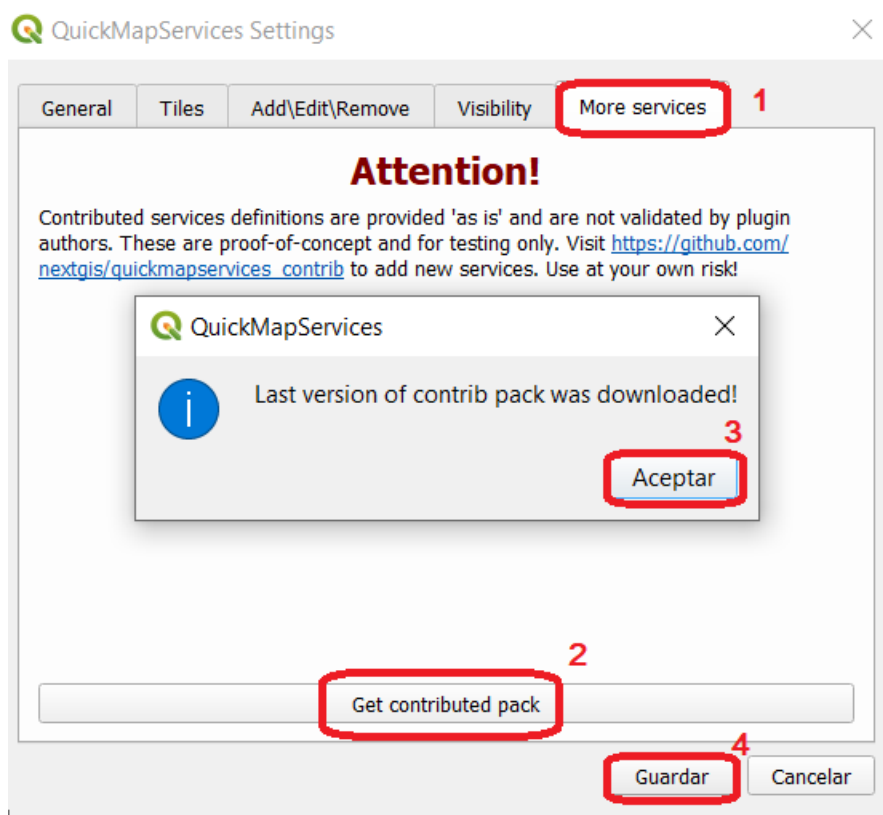 QuickMapServices Settings
General Tiles Add\Edit\Remove Visibility More services 1
Attention!
Contributed services definitions are provided 'as is' and are not validated by plugin
authors. These are proof-of-concept and for testing only. Visit https://github.com/
nextgis/quickmapservices_contrib to add new services. Use at your own risk!
QuickMapServices
Last version of contrib pack was downloaded!
3
Aceptar
2
Get contributed pack
4
Guardar Cancelar